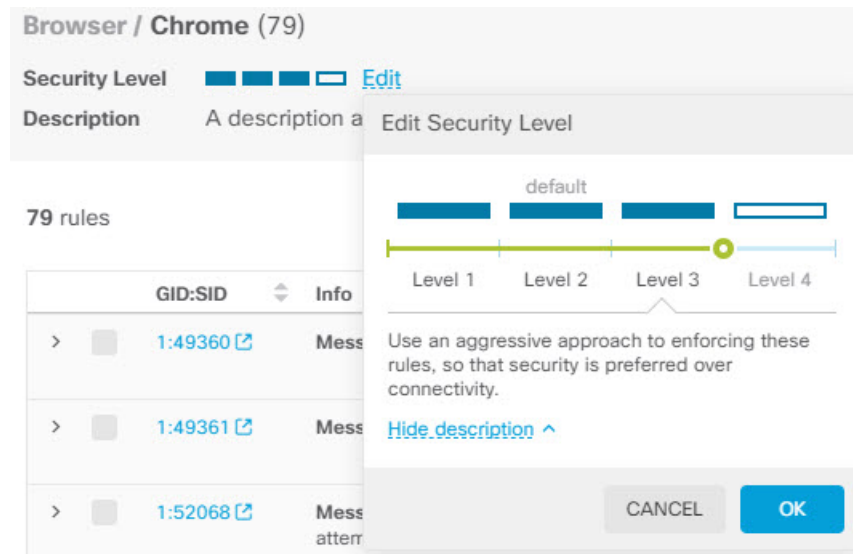 Browser / Chrome (79)
Security Level Edit
Description A description a
Edit Security Level
default
Level 1 Level 2 Level 3 Level 4
Use an aggressive approach to enforcing these
rules, so that security is preferred over
connectivity.
Hide description
CANCEL OK
79 rules
GID:SID Info
1:49360 Mess
1:49361 Mess
1:52068 Mess
attem